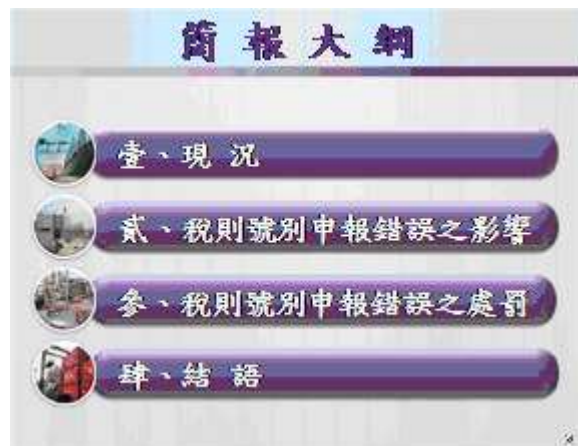 簡報大綱
壹、現況
貳、稅則號別申報錯誤之影響
參、稅則號別申報錯誤之處罰
肆、結語